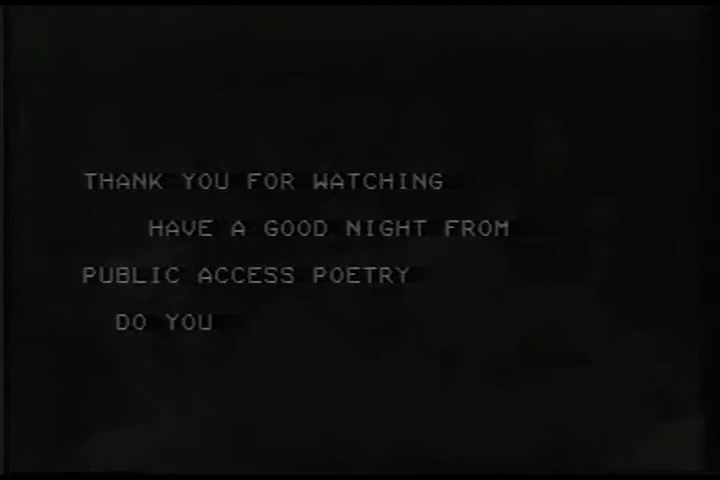 THANK YOU FOR WATCHING
HAVE A GOOD NIGHT FROM
PUBLIC ACCESS POETRY
DO YOU